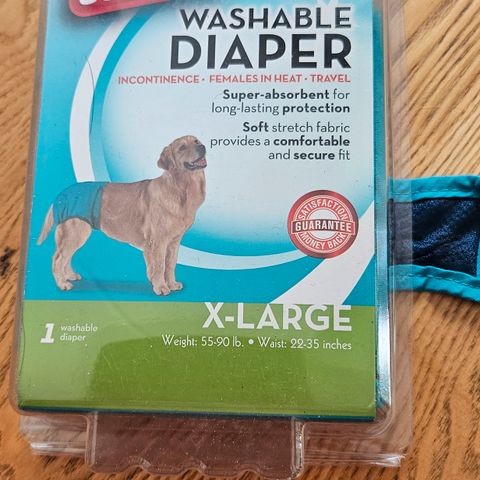 WASHABLE
DIAPER
INCONTINENCE • FEMALES IN HEAT • TRAVEL
Super-absorbent for
long-lasting protection
Soft stretch fabric
provides a comfortable
and secure fit
SATISFACTION
GUARANTEE
MONEY BACK
X-LARGE
1 washable
diaper
Weight: 55-90 lb. • Waist: 22-35 inches